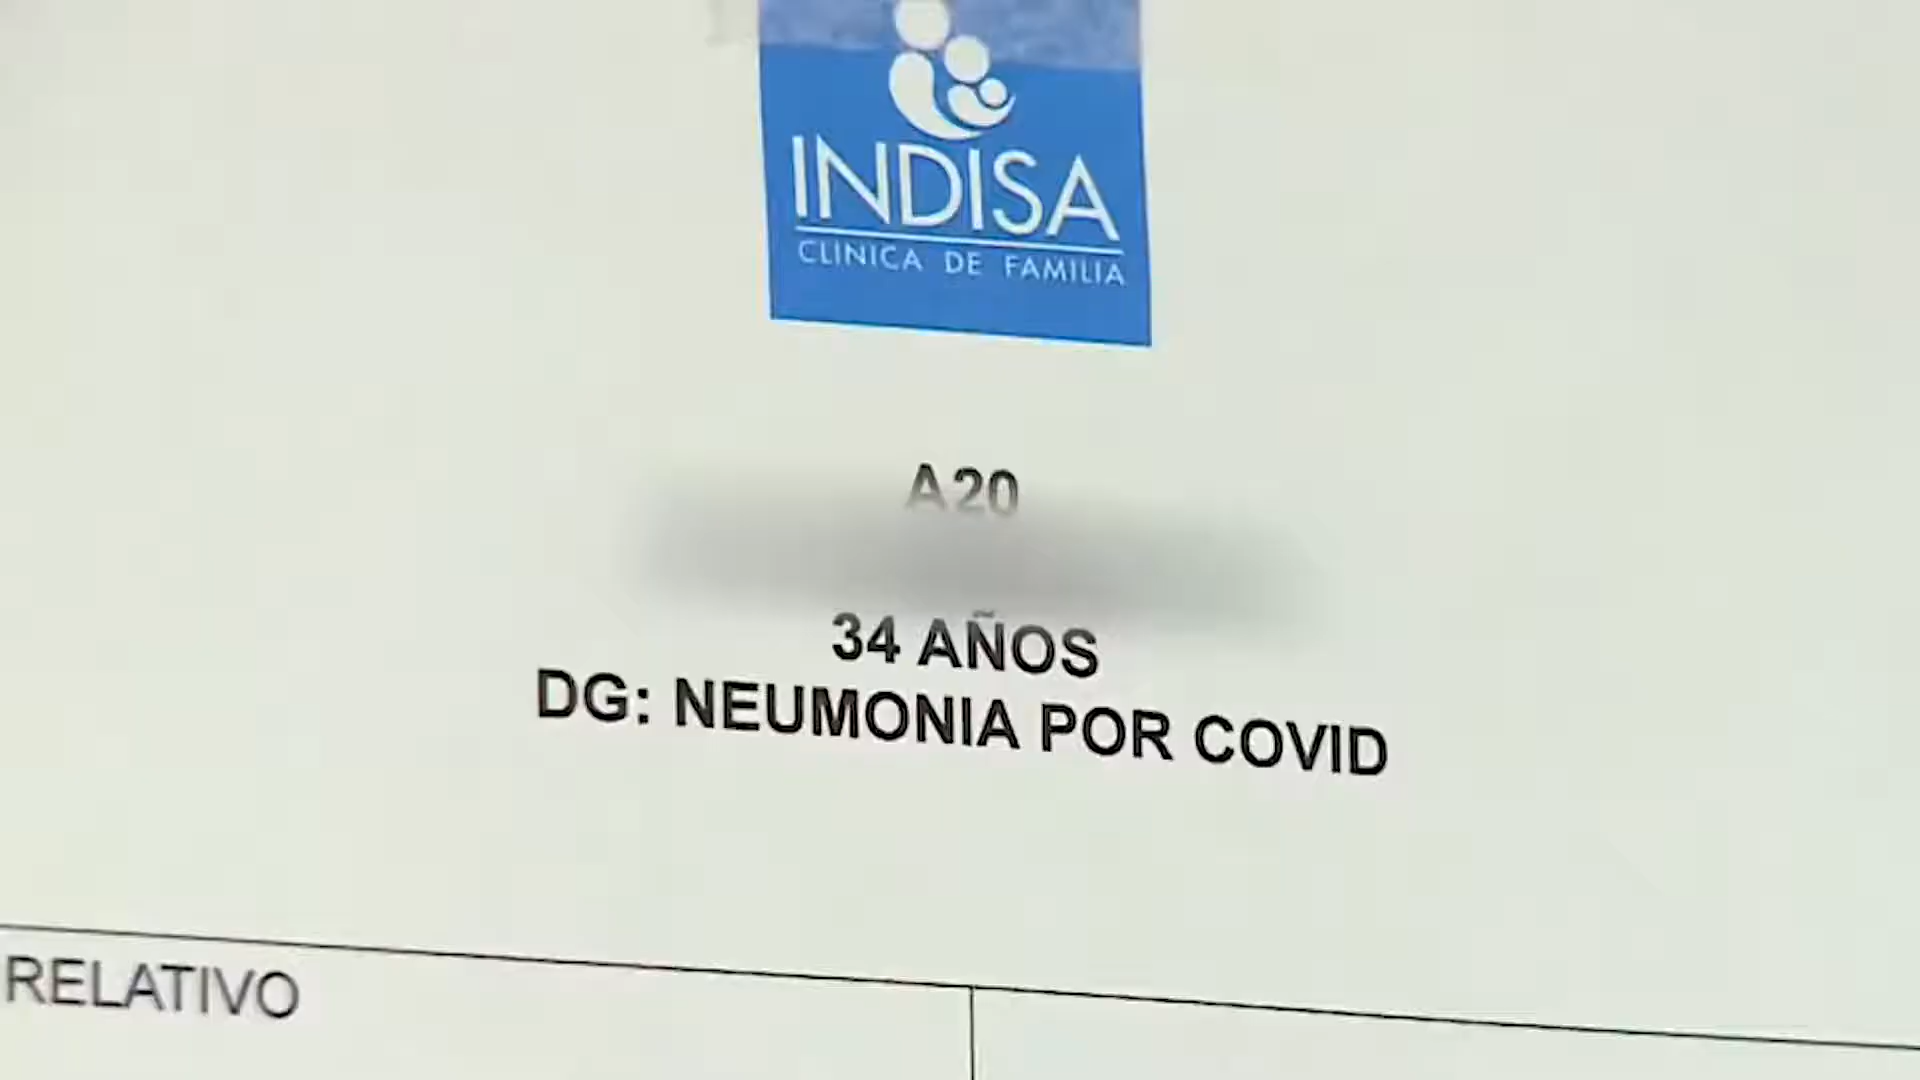 INDISA
CLINICA DE FAMILIA
A20
34 AÑOS
DG: NEUMONIA POR COVID
RELATIVO